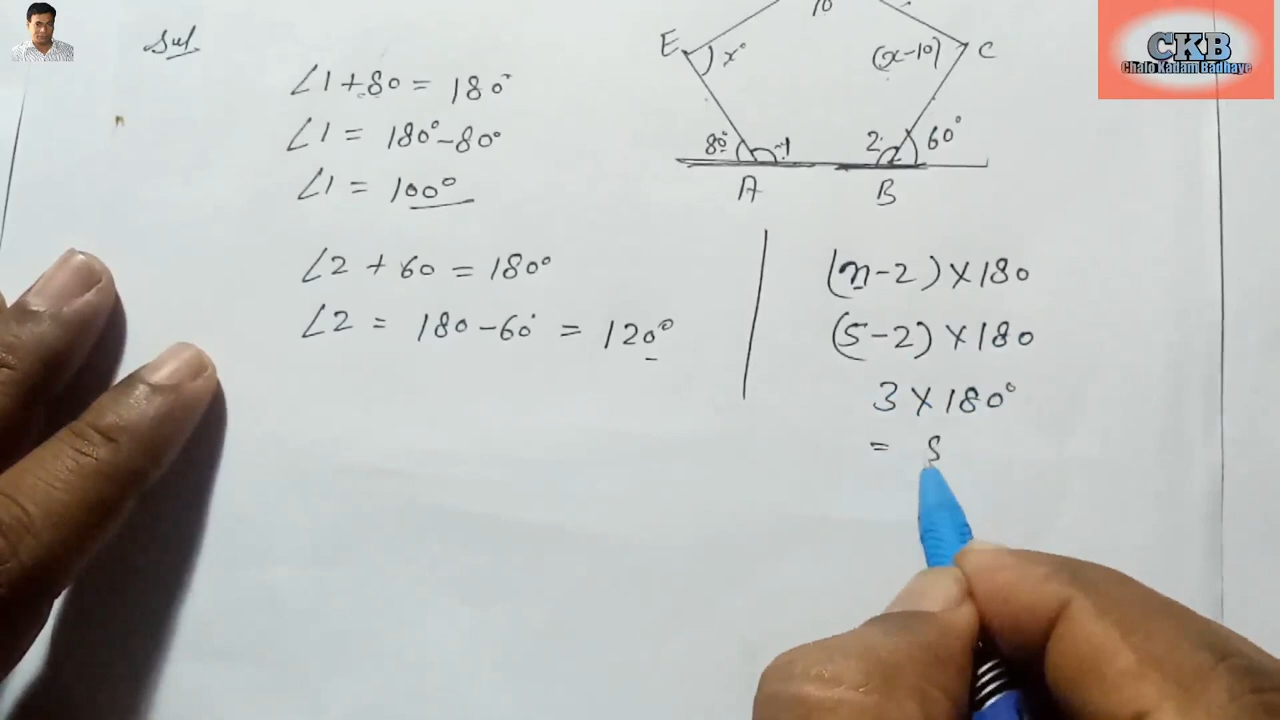 Sol.
CKB
Chalo Kadam Badhaye
10
E x° (x-10) C
80° 1 2 60°
A B
∠1 + 80 = 180°
∠1 = 180° - 80°
∠1 = 100°
∠2 + 60 = 180°
∠2 = 180 - 60° = 120°
(n-2) × 180
(5-2) × 180
3 × 180°
= 5